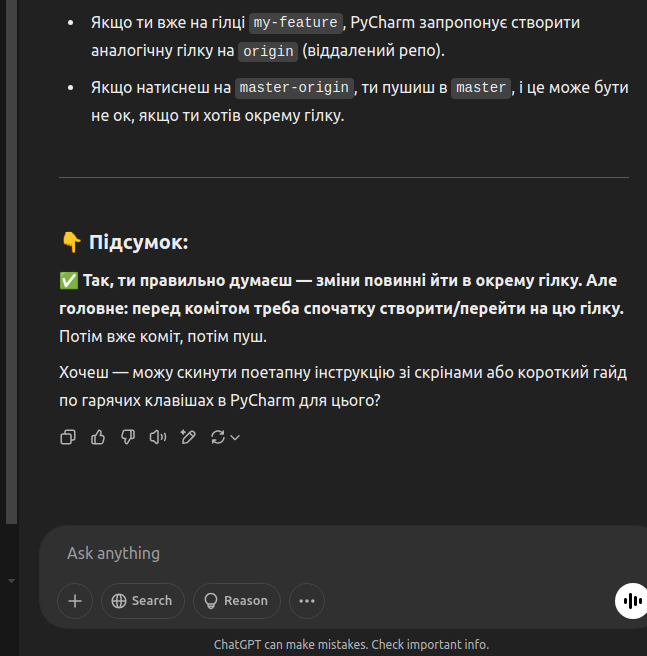 Якщо ти вже на гілці my-feature, PyCharm запропонує створити
аналогічну гілку на origin (віддалений репо).
Якщо натиснеш на master-origin, ти пушиш в master, і це може бути
не ок, якщо ти хотів окрему гілку.
👇 Підсумок:
✅ Так, ти правильно думаєш — зміни повинні йти в окрему гілку. Але
головне: перед комітом треба спочатку створити/перейти на цю гілку.
Потім вже коміт, потім пуш.
Хочеш — можу скинути поетапну інструкцію зі скрінами або короткий гайд
по гарячих клавішах в PyCharm для цього?
Ask anything
Search Reason
ChatGPT can make mistakes. Check important info.